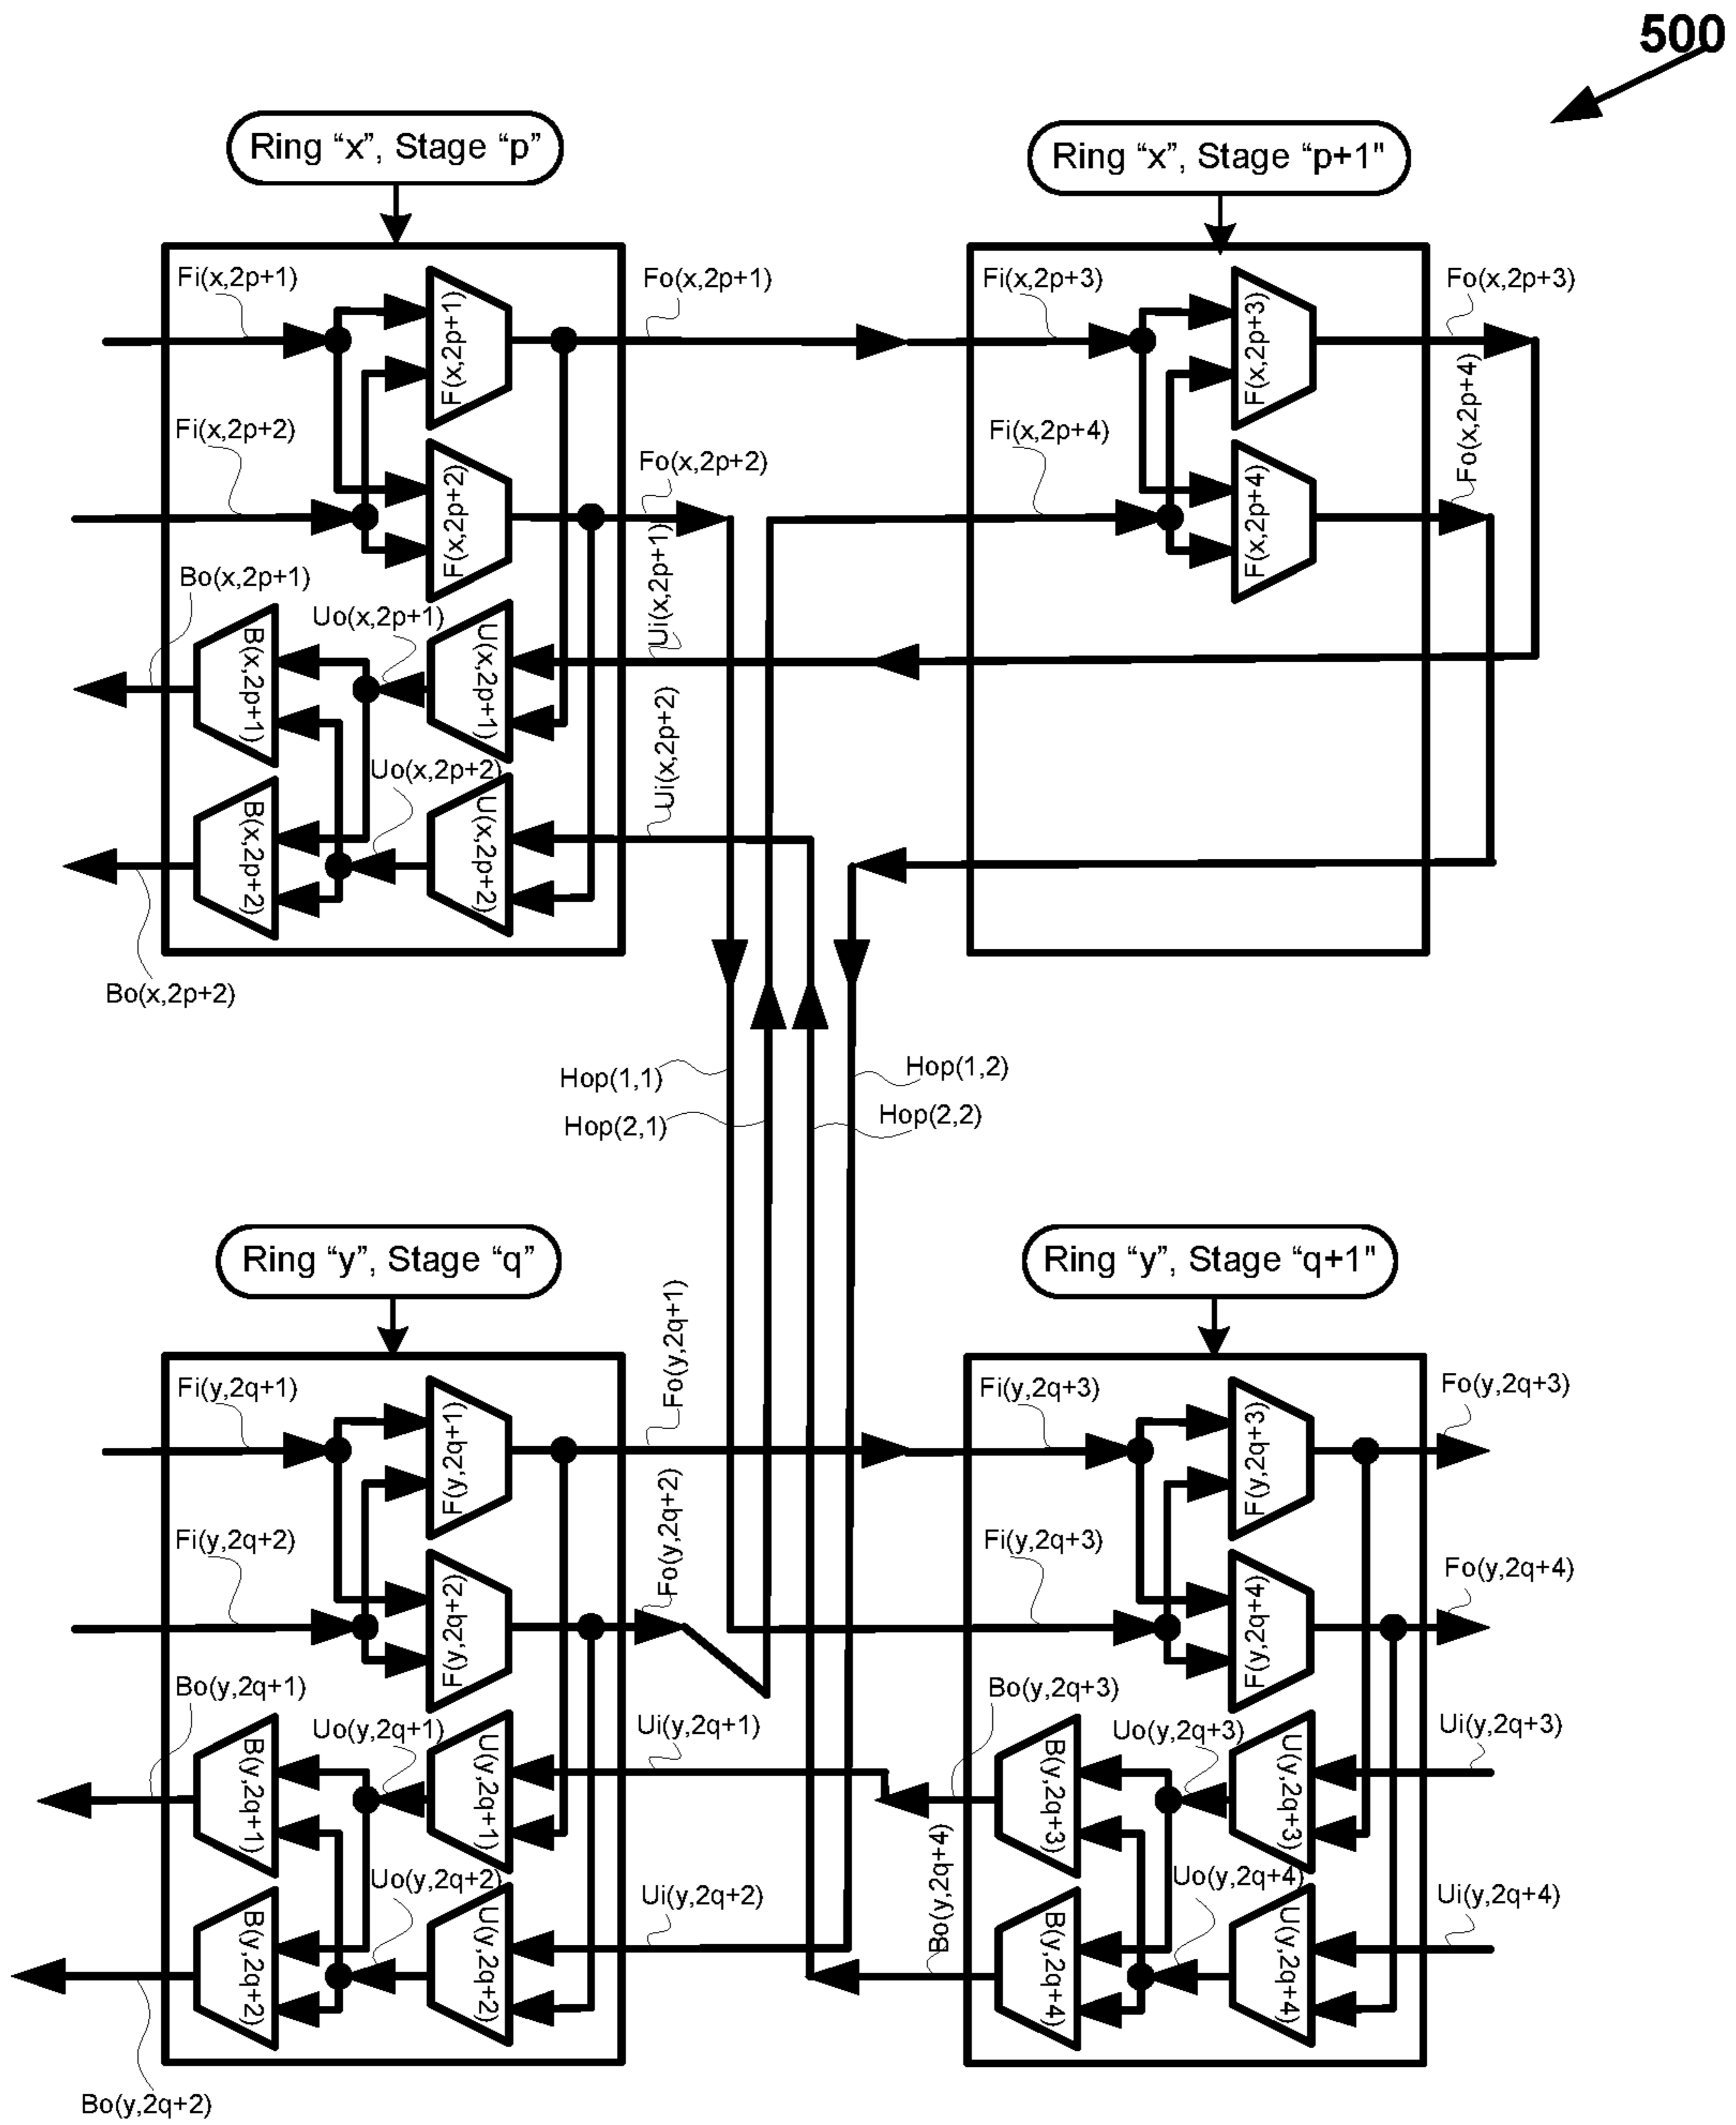 500
Ring “x”, Stage “p”
Ring “x”, Stage “p+1"
Fi(x,2p+1)
F(x,2p+1)
Fo(x,2p+1)
Fi(x,2p+3)
F(x,2p+3)
Fo(x,2p+3)
Fi(x,2p+2)
F(x,2p+2)
Fo(x,2p+2)
Fi(x,2p+4)
F(x,2p+4)
Fo(x,2p+4)
Bo(x,2p+1)
B(x,2p+1)
Uo(x,2p+1)
U(x,2p+1)
Ui(x,2p+1)
B(x,2p+2)
Uo(x,2p+2)
U(x,2p+2)
Ui(x,2p+2)
Bo(x,2p+2)
Hop(1,1)
Hop(1,2)
Hop(2,1)
Hop(2,2)
Ring “y”, Stage “q”
Ring “y”, Stage “q+1"
Fi(y,2q+1)
F(y,2q+1)
Fo(y,2q+1)
Fi(y,2q+3)
F(y,2q+3)
Fo(y,2q+3)
Fi(y,2q+2)
F(y,2q+2)
Fo(y,2q+2)
Fi(y,2q+3)
F(y,2q+4)
Fo(y,2q+4)
Bo(y,2q+1)
B(y,2q+1)
Uo(y,2q+1)
U(y,2q+1)
Ui(y,2q+1)
Bo(y,2q+3)
B(y,2q+3)
Uo(y,2q+3)
U(y,2q+3)
Ui(y,2q+3)
B(y,2q+2)
Uo(y,2q+2)
U(y,2q+2)
Ui(y,2q+2)
Bo(y,2q+4)
B(y,2q+4)
Uo(y,2q+4)
U(y,2q+4)
Ui(y,2q+4)
Bo(y,2q+2)